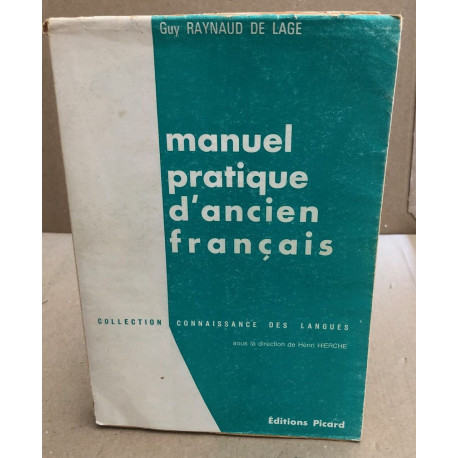 Guy RAYNAUD DE LAGE
manuel
pratique
d'ancien
français
COLLECTION CONNAISSANCE DES LANGUES
sous la direction de Henri HIERCHE
Éditions Picard